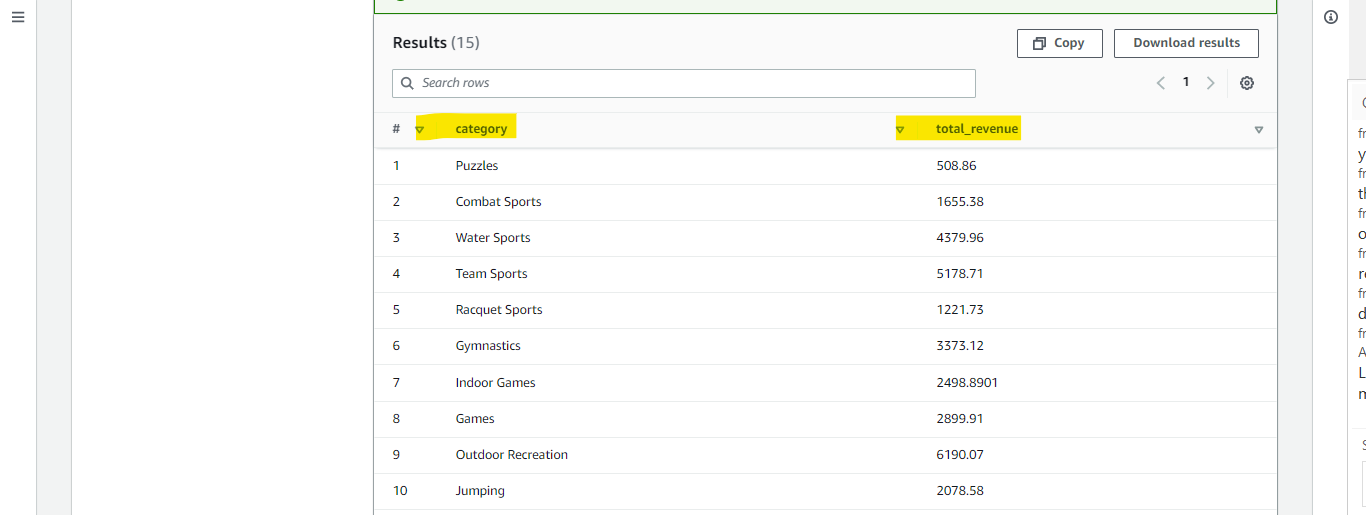 Results (15)
Copy
Download results
Search rows
1
# category total_revenue
1 Puzzles 508.86
2 Combat Sports 1655.38
3 Water Sports 4379.96
4 Team Sports 5178.71
5 Racquet Sports 1221.73
6 Gymnastics 3373.12
7 Indoor Games 2498.8901
8 Games 2899.91
9 Outdoor Recreation 6190.07
10 Jumping 2078.58